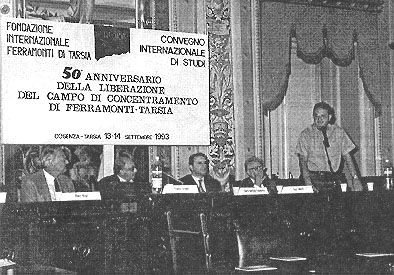 FONDAZIONE
INTERNAZIONALE
FERRAMONTI DI TARSIA
CONVEGNO
INTERNAZIONALE
DI STUDI
50° ANNIVERSARIO
DELLA LIBERAZIONE
DEL CAMPO DI CONCENTRAMENTO
DI FERRAMONTI-TARSIA
COSENZA-TARSIA 13-14 SETTEMBRE 1993